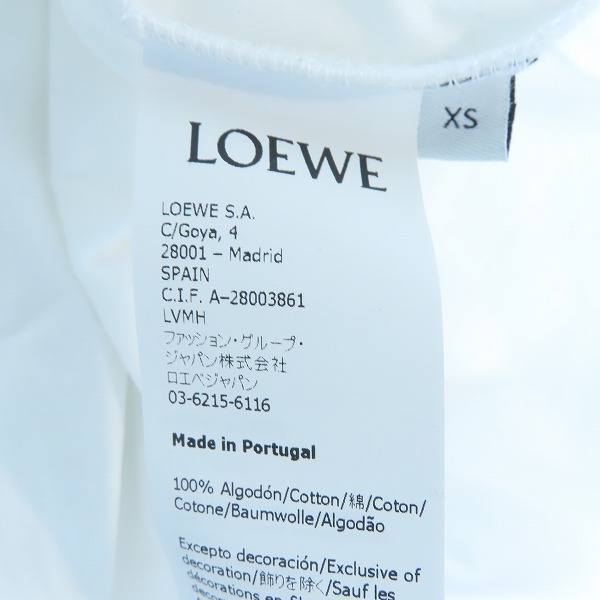 XS
LOEWE
LOEWE S.A.
C/Goya, 4
28001 – Madrid
SPAIN
C.I.F. A–28003861
LVMH
ファッション・グループ・
ジャパン株式会社
ロエベジャパン
03-6215-6116
Made in Portugal
100% Algodón/Cotton/綿/Coton/
Cotone/Baumwolle/Algodão
Excepto decoración/Exclusive of
decoration/飾りを除く/Sauf les
décorations en